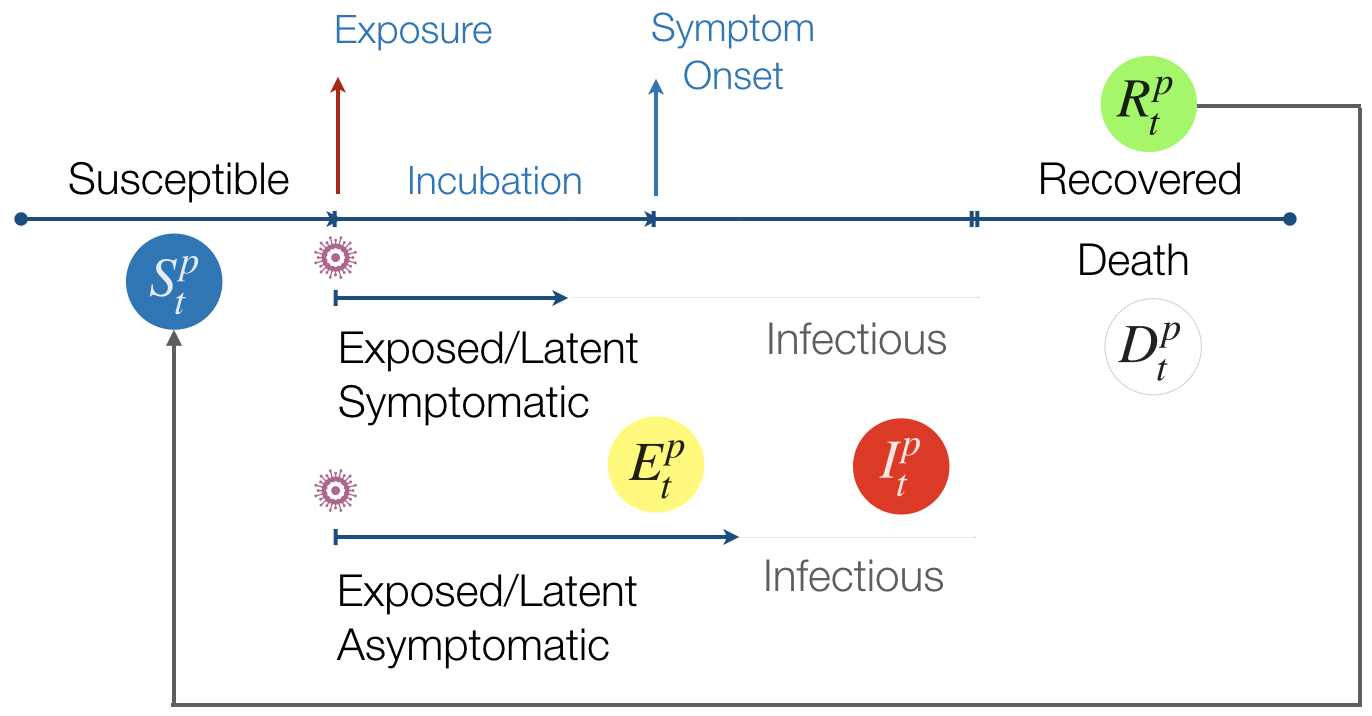 Exposure
Symptom
Onset
R_t^p
Susceptible
Incubation
Recovered
S_t^p
Death
D_t^p
Exposed/Latent
Symptomatic
Infectious
E_t^p
I_t^p
Exposed/Latent
Asymptomatic
Infectious